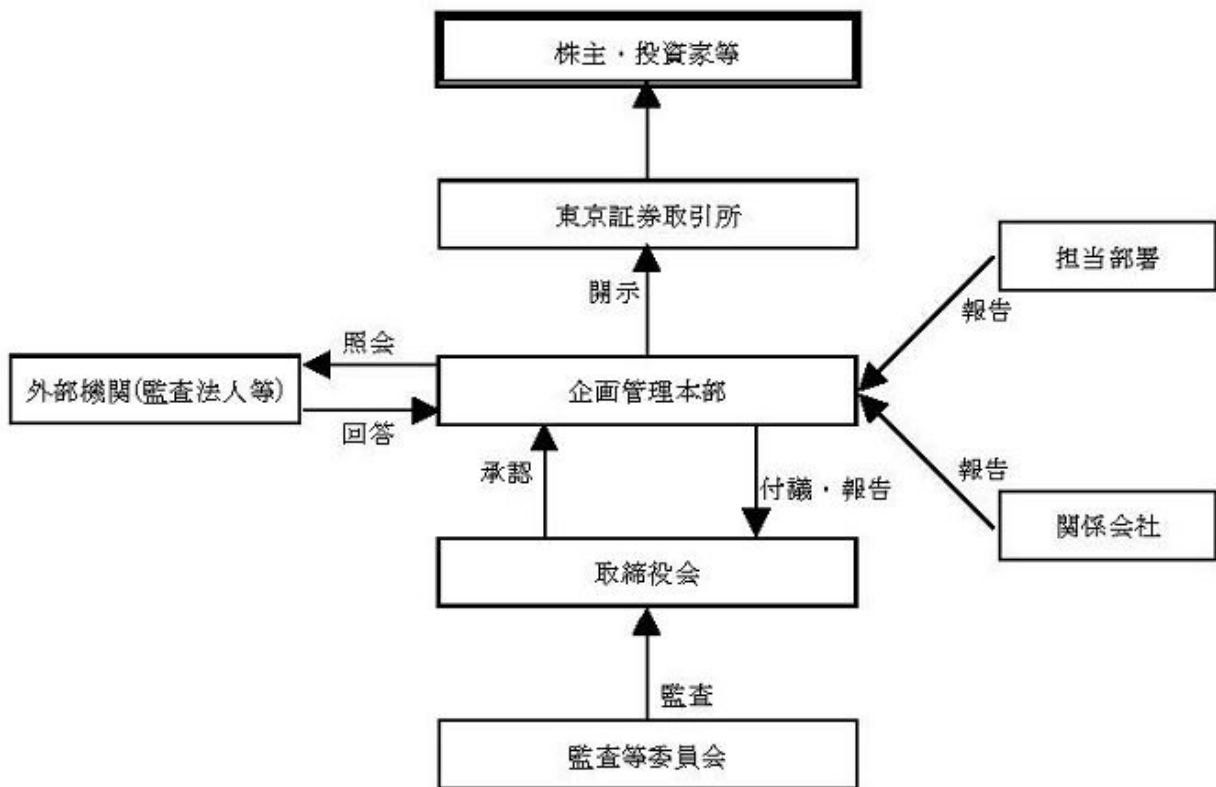 株主・投資家等
東京証券取引所
担当部署
開示
報告
照会
外部機関(監査法人等)
企画管理本部
回答
承認
付議・報告
報告
関係会社
取締役会
監査
監査等委員会